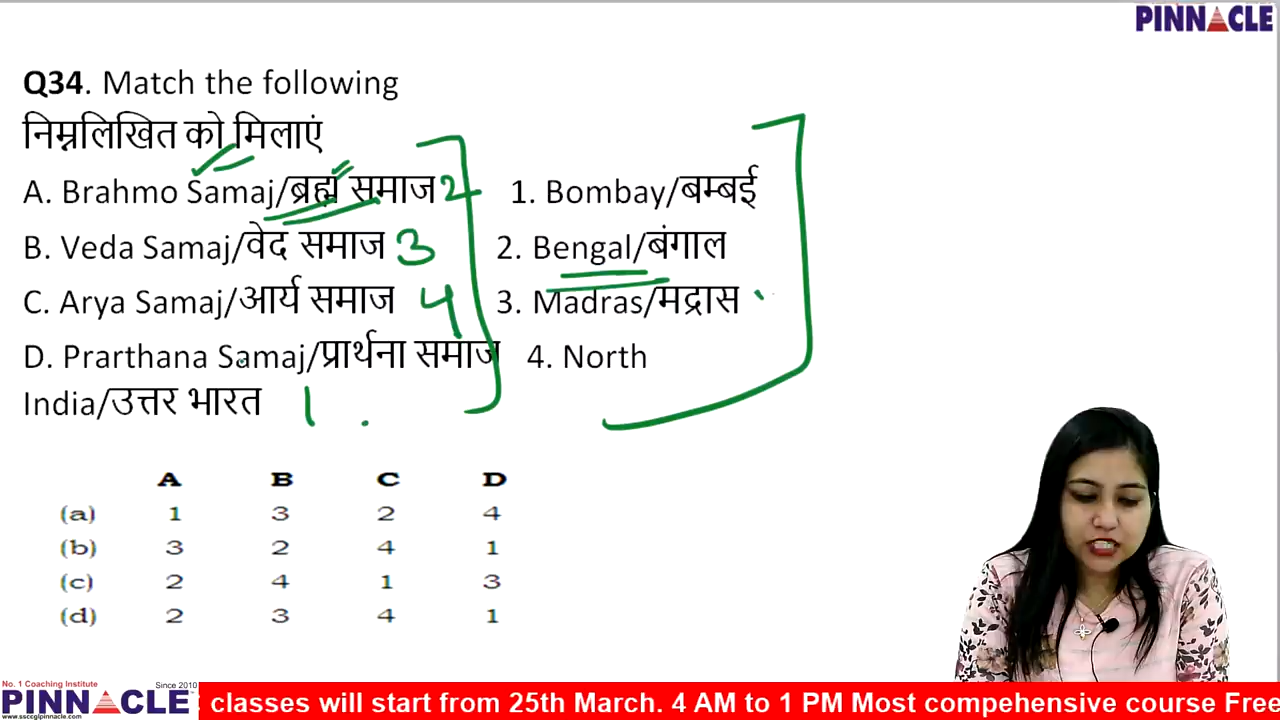 PINNACLE
Q34. Match the following
निम्नलिखित को मिलाएं
A. Brahmo Samaj/ब्रह्म समाज 2 1. Bombay/बम्बई
B. Veda Samaj/वेद समाज 3 2. Bengal/बंगाल
C. Arya Samaj/आर्य समाज 4 3. Madras/मद्रास
D. Prarthana Samaj/प्रार्थना समाज 4. North
India/उत्तर भारत 1
A B C D
(a) 1 3 2 4
(b) 3 2 4 1
(c) 2 4 1 3
(d) 2 3 4 1
No. 1 Coaching Institute Since 2010
PINNACLE
www.ssccglpinnacle.com
classes will start from 25th March. 4 AM to 1 PM Most compehensive course Free